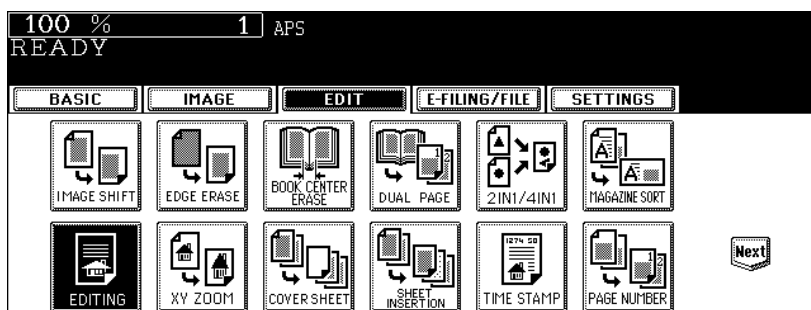 100 % 1 APS
READY
BASIC IMAGE EDIT E-FILING/FILE SETTINGS
IMAGE SHIFT EDGE ERASE BOOK CENTER ERASE DUAL PAGE 2IN1/4IN1 MAGAZINE SORT
EDITING XY ZOOM COVER SHEET SHEET INSERTION TIME STAMP PAGE NUMBER Next